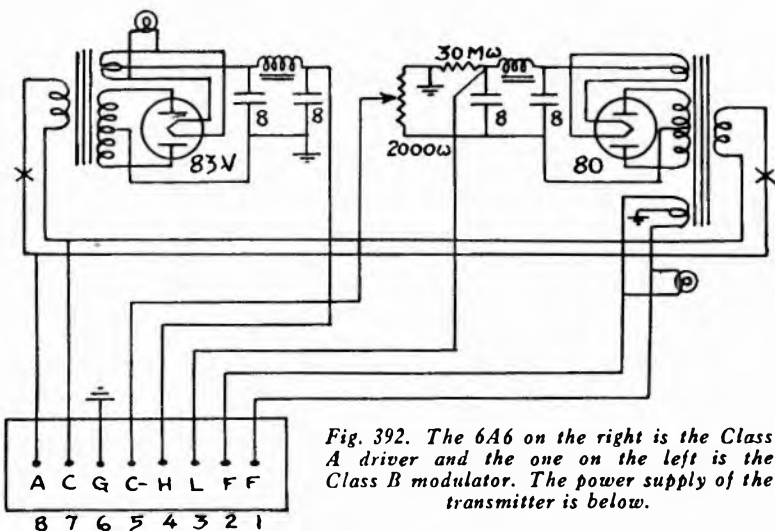 30Mω
8
8
83V
2000ω
8
8
80
Fig. 392. The 6A6 on the right is the Class
A driver and the one on the left is the
Class B modulator. The power supply of the
transmitter is below.
A C G C- H L F F
8 7 6 5 4 3 2 1